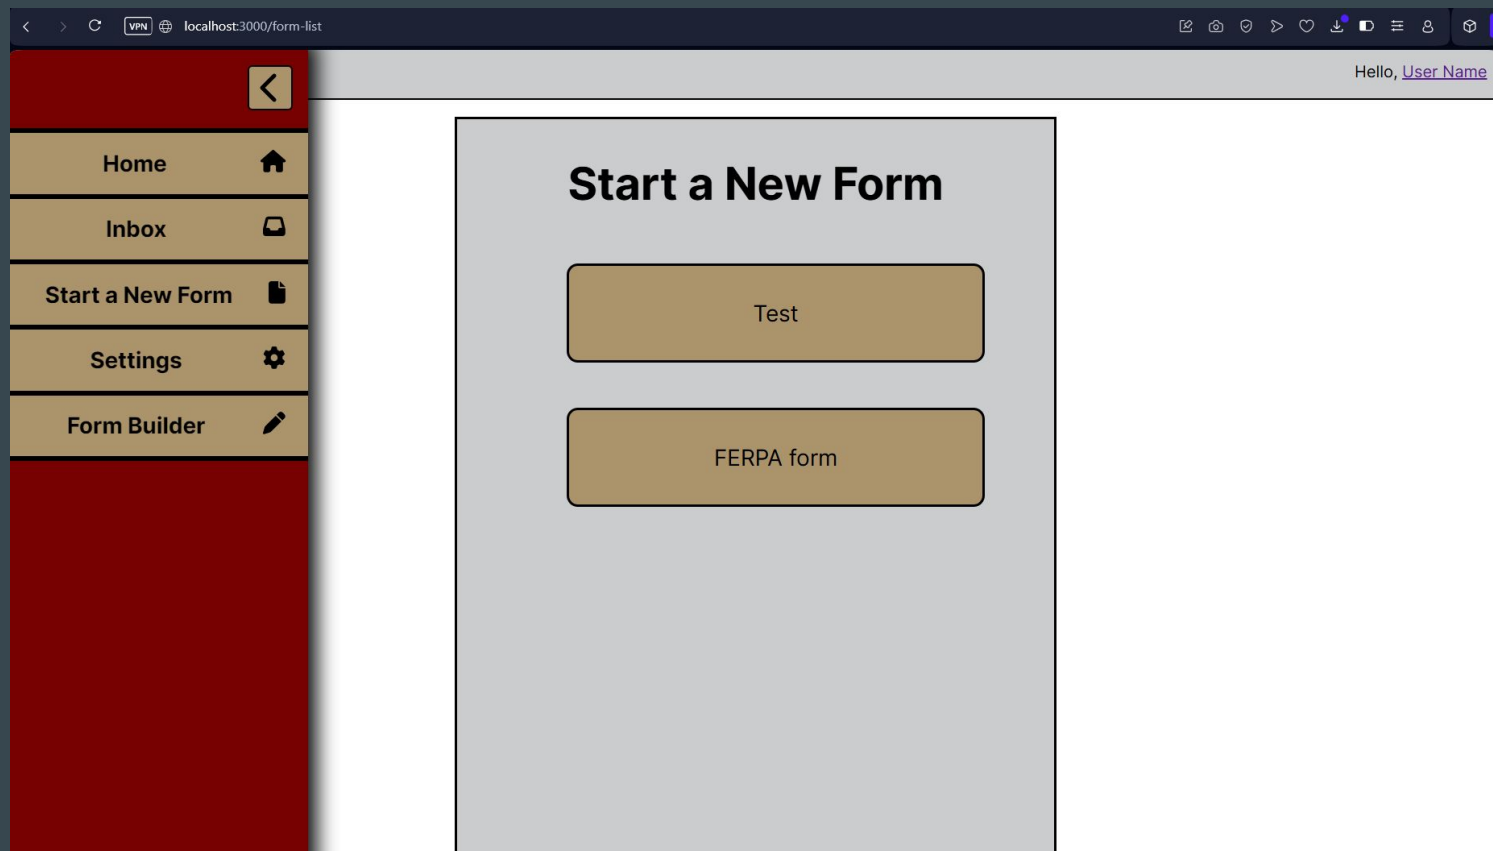 VPN localhost:3000/form-list
Hello, User Name
Home
Inbox
Start a New Form
Settings
Form Builder
Start a New Form
Test
FERPA form